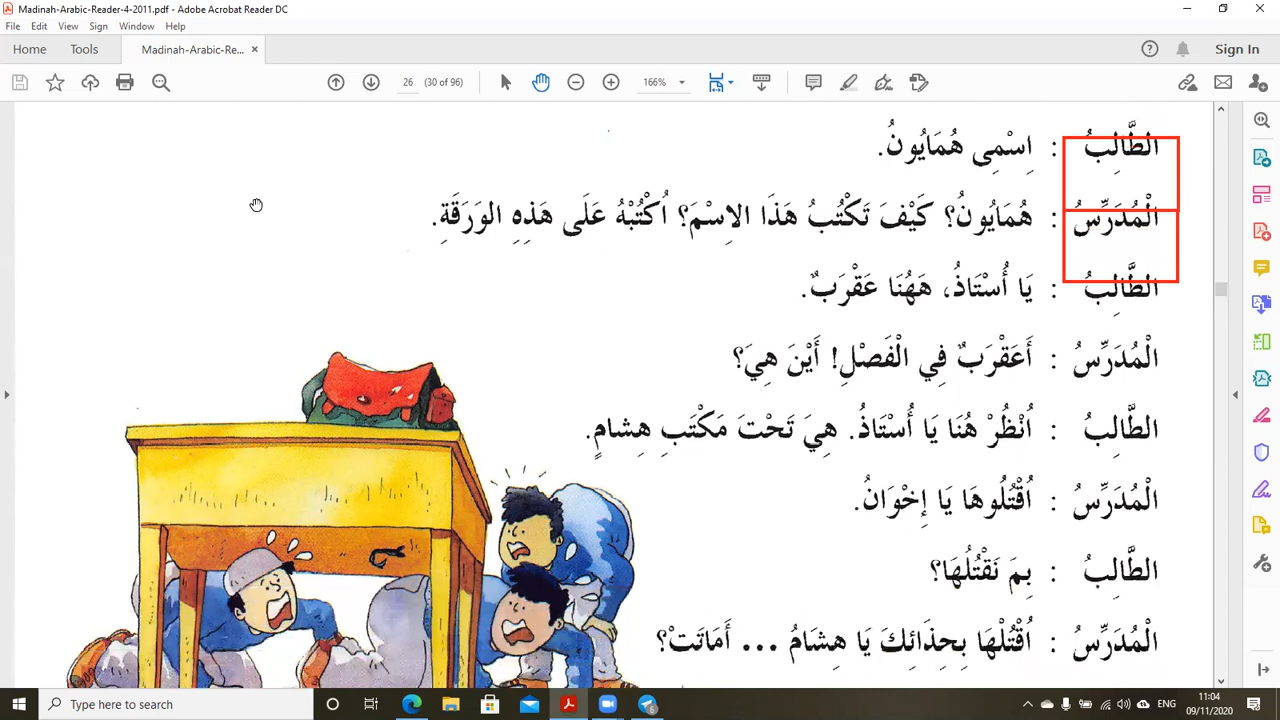 Madinah-Arabic-Reader-4-2011.pdf - Adobe Acrobat Reader DC
File Edit View Sign Window Help
Home Tools Madinah-Arabic-Re... × Sign In
26 (30 of 96) 166%
الطَّالِبُ : اِسْمِى هُمَايُونُ.
الْمُدَرِّسُ : هُمَايُونُ؟ كَيْفَ تَكْتُبُ هَذَا الاِسْمَ؟ اُكْتُبْهُ عَلَى هَذِهِ الوَرَقَةِ.
الطَّالِبُ : يَا أُسْتَاذُ، هَهُنَا عَقْرَبٌ.
الْمُدَرِّسُ : أَعَقْرَبٌ فِي الْفَصْلِ! أَيْنَ هِيَ؟
الطَّالِبُ : اُنْظُرْ هُنَا يَا أُسْتَاذُ. هِيَ تَحْتَ مَكْتَبِ هِشامٍ.
الْمُدَرِّسُ : اُقْتُلُوهَا يَا إِخْوَانُ.
الطَّالِبُ : بِمَ نَقْتُلُهَا؟
الْمُدَرِّسُ : اُقْتُلْهَا بِحِذَائِكَ يَا هِشَامُ ... أَمَاتَتْ؟
Type here to search
6
ENG
11:04
09/11/2020